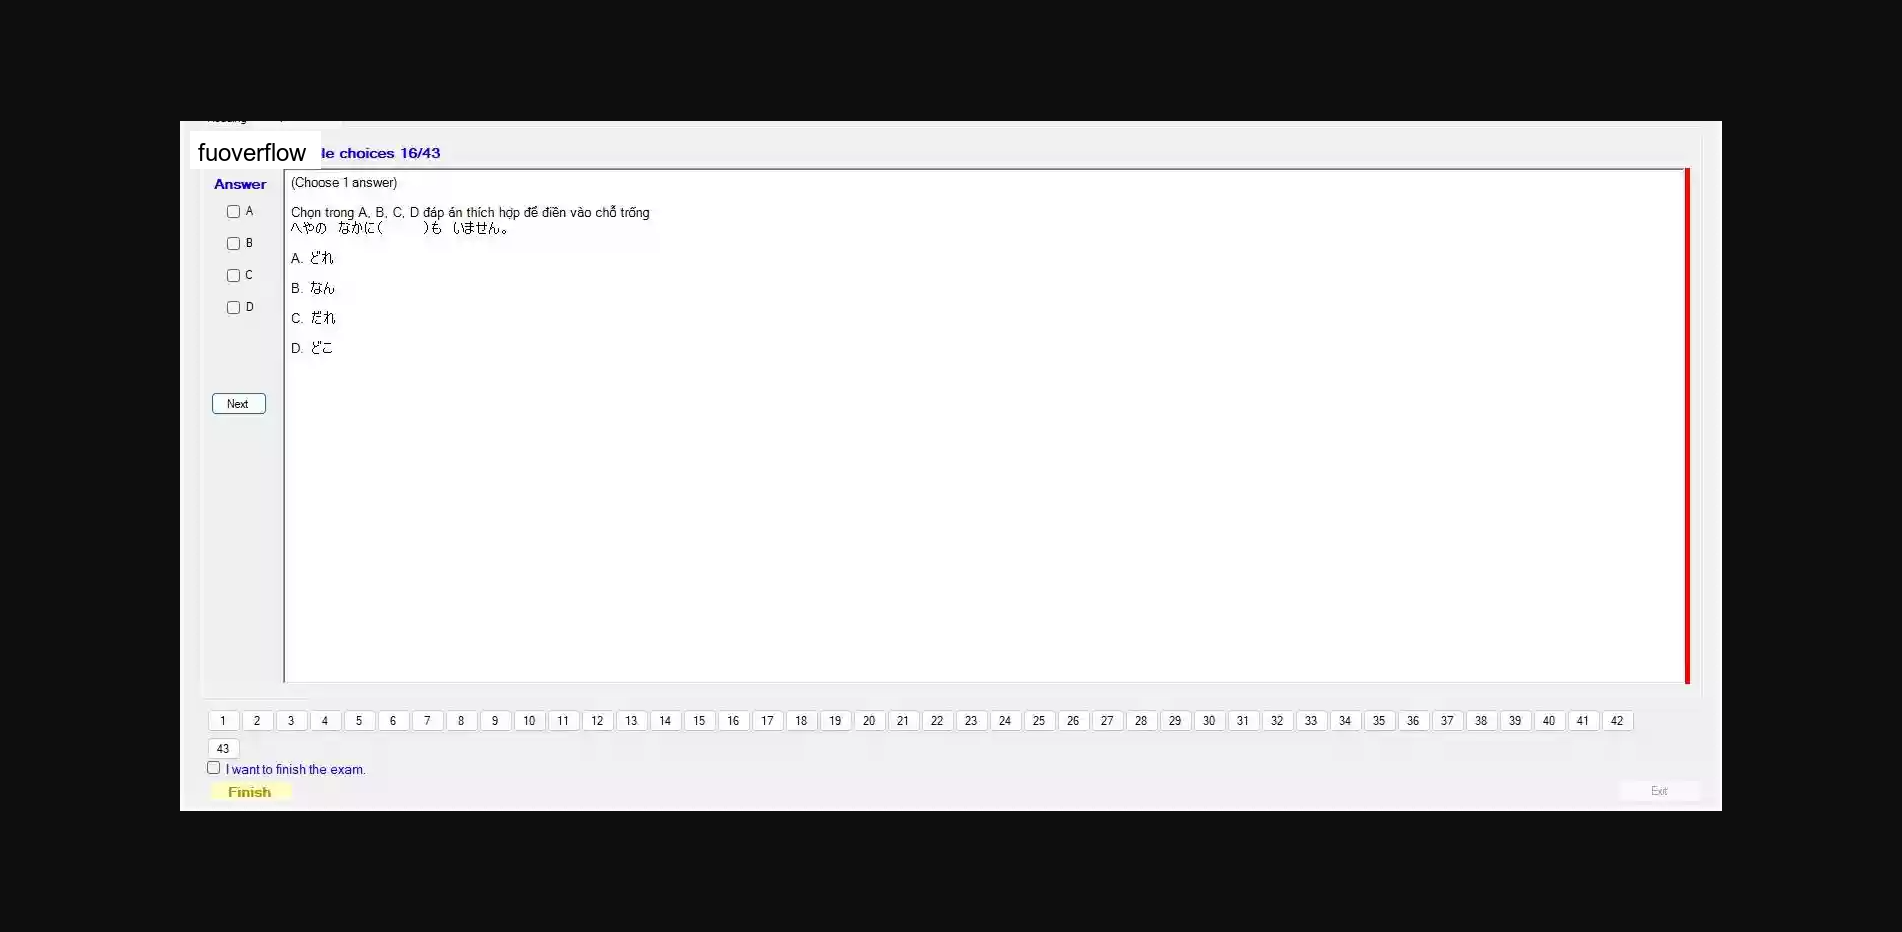 fuoverflow
le choices 16/43
Answer
(Choose 1 answer)
A
B
C
D
Chọn trong A, B, C, D đáp án thích hợp để điền vào chỗ trống
へやの なかに( )も いません。
A. どれ
B. なん
C. だれ
D. どこ
Next
1 2 3 4 5 6 7 8 9 10 11 12 13 14 15 16 17 18 19 20 21 22 23 24 25 26 27 28 29 30 31 32 33 34 35 36 37 38 39 40 41 42
43
I want to finish the exam.
Finish
Exit